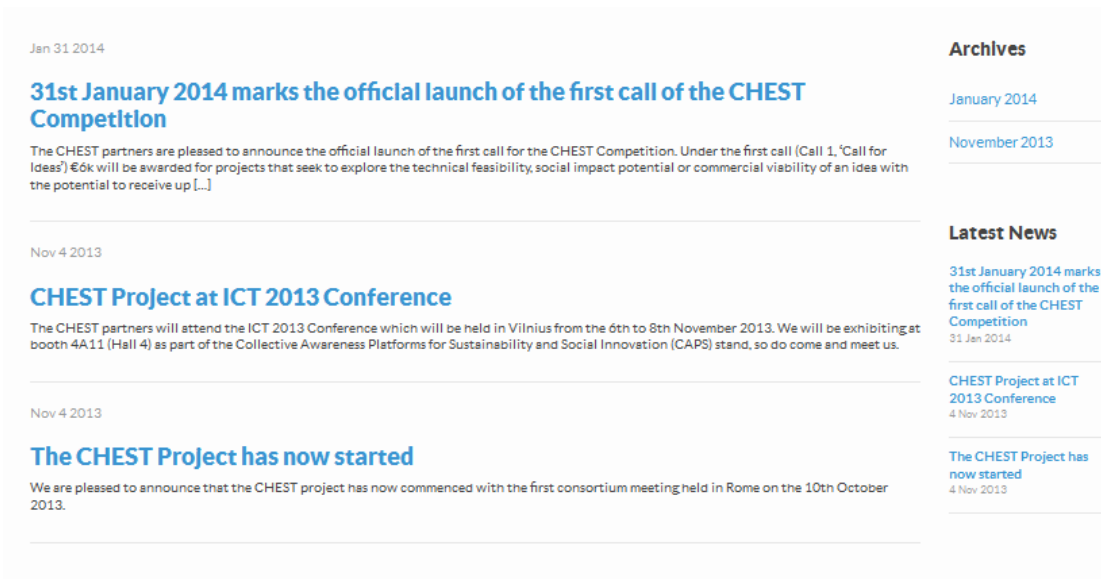 Jan 31 2014
31st January 2014 marks the official launch of the first call of the CHEST
Competition
The CHEST partners are pleased to announce the official launch of the first call for the CHEST Competition. Under the first call (Call 1, ‘Call for
Ideas’) €6k will be awarded for projects that seek to explore the technical feasibility, social impact potential or commercial viability of an idea with
the potential to receive up [...]
Nov 4 2013
CHEST Project at ICT 2013 Conference
The CHEST partners will attend the ICT 2013 Conference which will be held in Vilnius from the 6th to 8th November 2013. We will be exhibiting at
booth 4A11 (Hall 4) as part of the Collective Awareness Platforms for Sustainability and Social Innovation (CAPS) stand, so do come and meet us.
Nov 4 2013
The CHEST Project has now started
We are pleased to announce that the CHEST project has now commenced with the first consortium meeting held in Rome on the 10th October
2013.
Archives
January 2014
November 2013
Latest News
31st January 2014 marks
the official launch of the
first call of the CHEST
Competition
31 Jan 2014
CHEST Project at ICT
2013 Conference
4 Nov 2013
The CHEST Project has
now started
4 Nov 2013